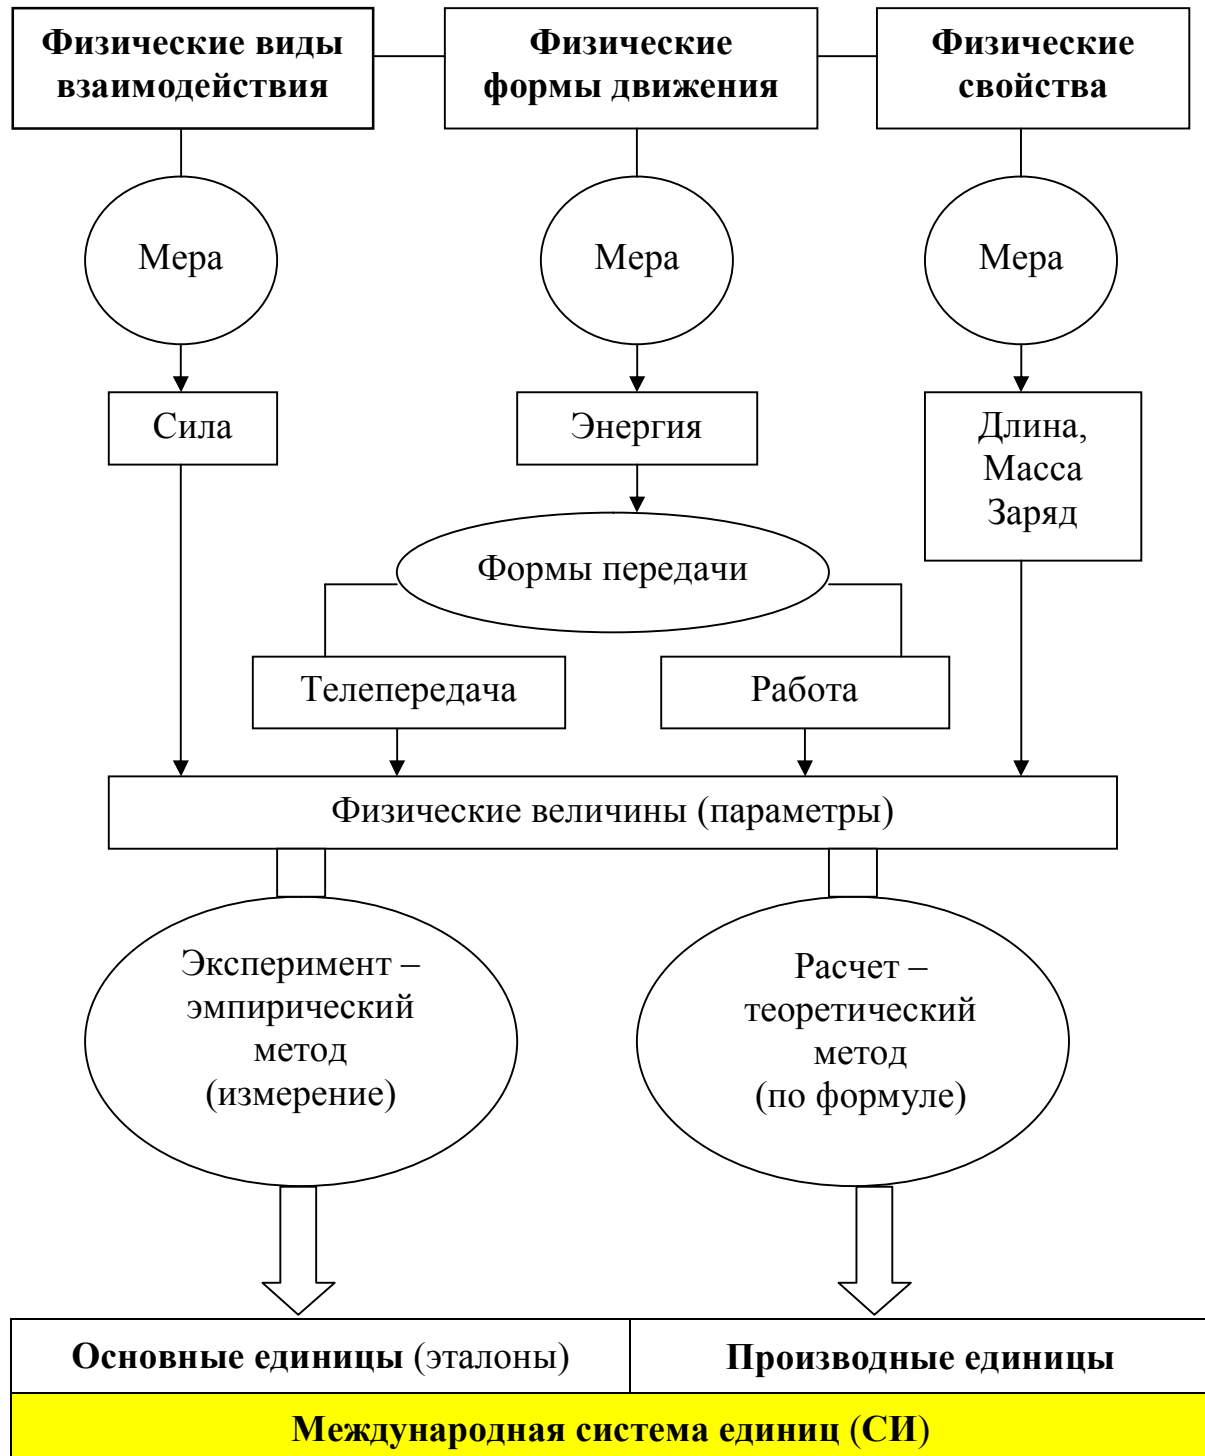 Физические виды
взаимодействия
Физические
формы движения
Физические
свойства
Мера
Мера
Мера
Сила
Энергия
Длина,
Масса
Заряд
Формы передачи
Телепередача
Работа
Физические величины (параметры)
Эксперимент –
эмпирический
метод
(измерение)
Расчет –
теоретический
метод
(по формуле)
Основные единицы (эталоны)
Производные единицы
Международная система единиц (СИ)